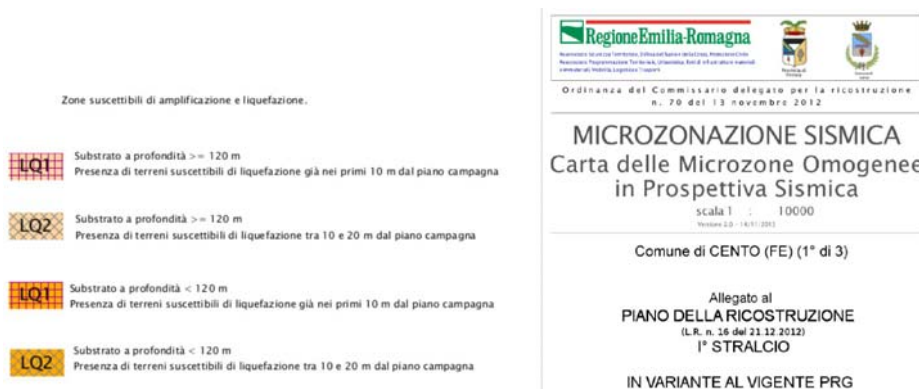 Zone suscettibili di amplificazione e liquefazione.
LQ1
Substrato a profondità >= 120 m
Presenza di terreni suscettibili di liquefazione già nei primi 10 m dal piano campagna
LQ2
Substrato a profondità >= 120 m
Presenza di terreni suscettibili di liquefazione tra 10 e 20 m dal piano campagna
LQ1
Substrato a profondità < 120 m
Presenza di terreni suscettibili di liquefazione già nei primi 10 m dal piano campagna
LQ2
Substrato a profondità < 120 m
Presenza di terreni suscettibili di liquefazione tra 10 e 20 m dal piano campagna
RegioneEmilia-Romagna
Ordinanza del Commissario delegato per la ricostruzione
n. 70 del 13 novembre 2012
MICROZONAZIONE SISMICA
Carta delle Microzone Omogenee
in Prospettiva Sismica
scala 1 : 10000
Comune di CENTO (FE) (1° di 3)
Allegato al
PIANO DELLA RICOSTRUZIONE
(L.R. n. 16 del 21.12.2012)
I° STRALCIO
IN VARIANTE AL VIGENTE PRG